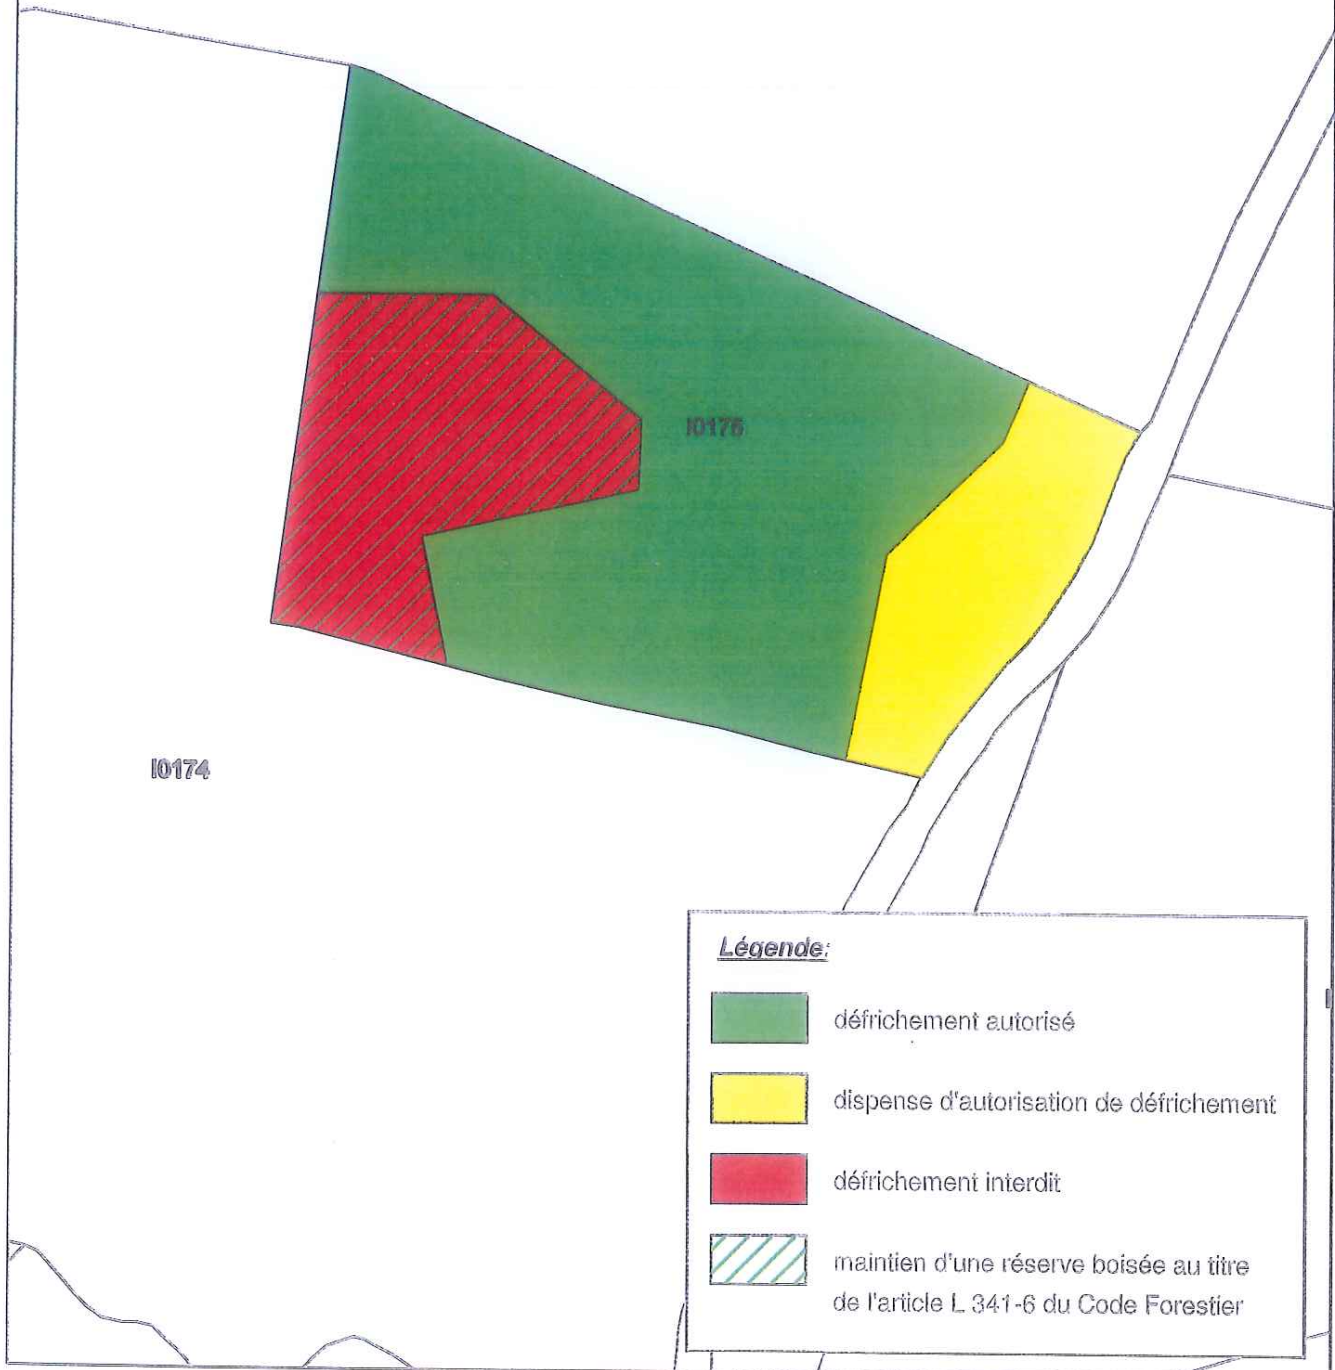 I0176
I0174
Légende:
défrichement autorisé
dispense d'autorisation de défrichement
défrichement interdit
maintien d'une réserve boisée au titre
de l'article L 341-6 du Code Forestier